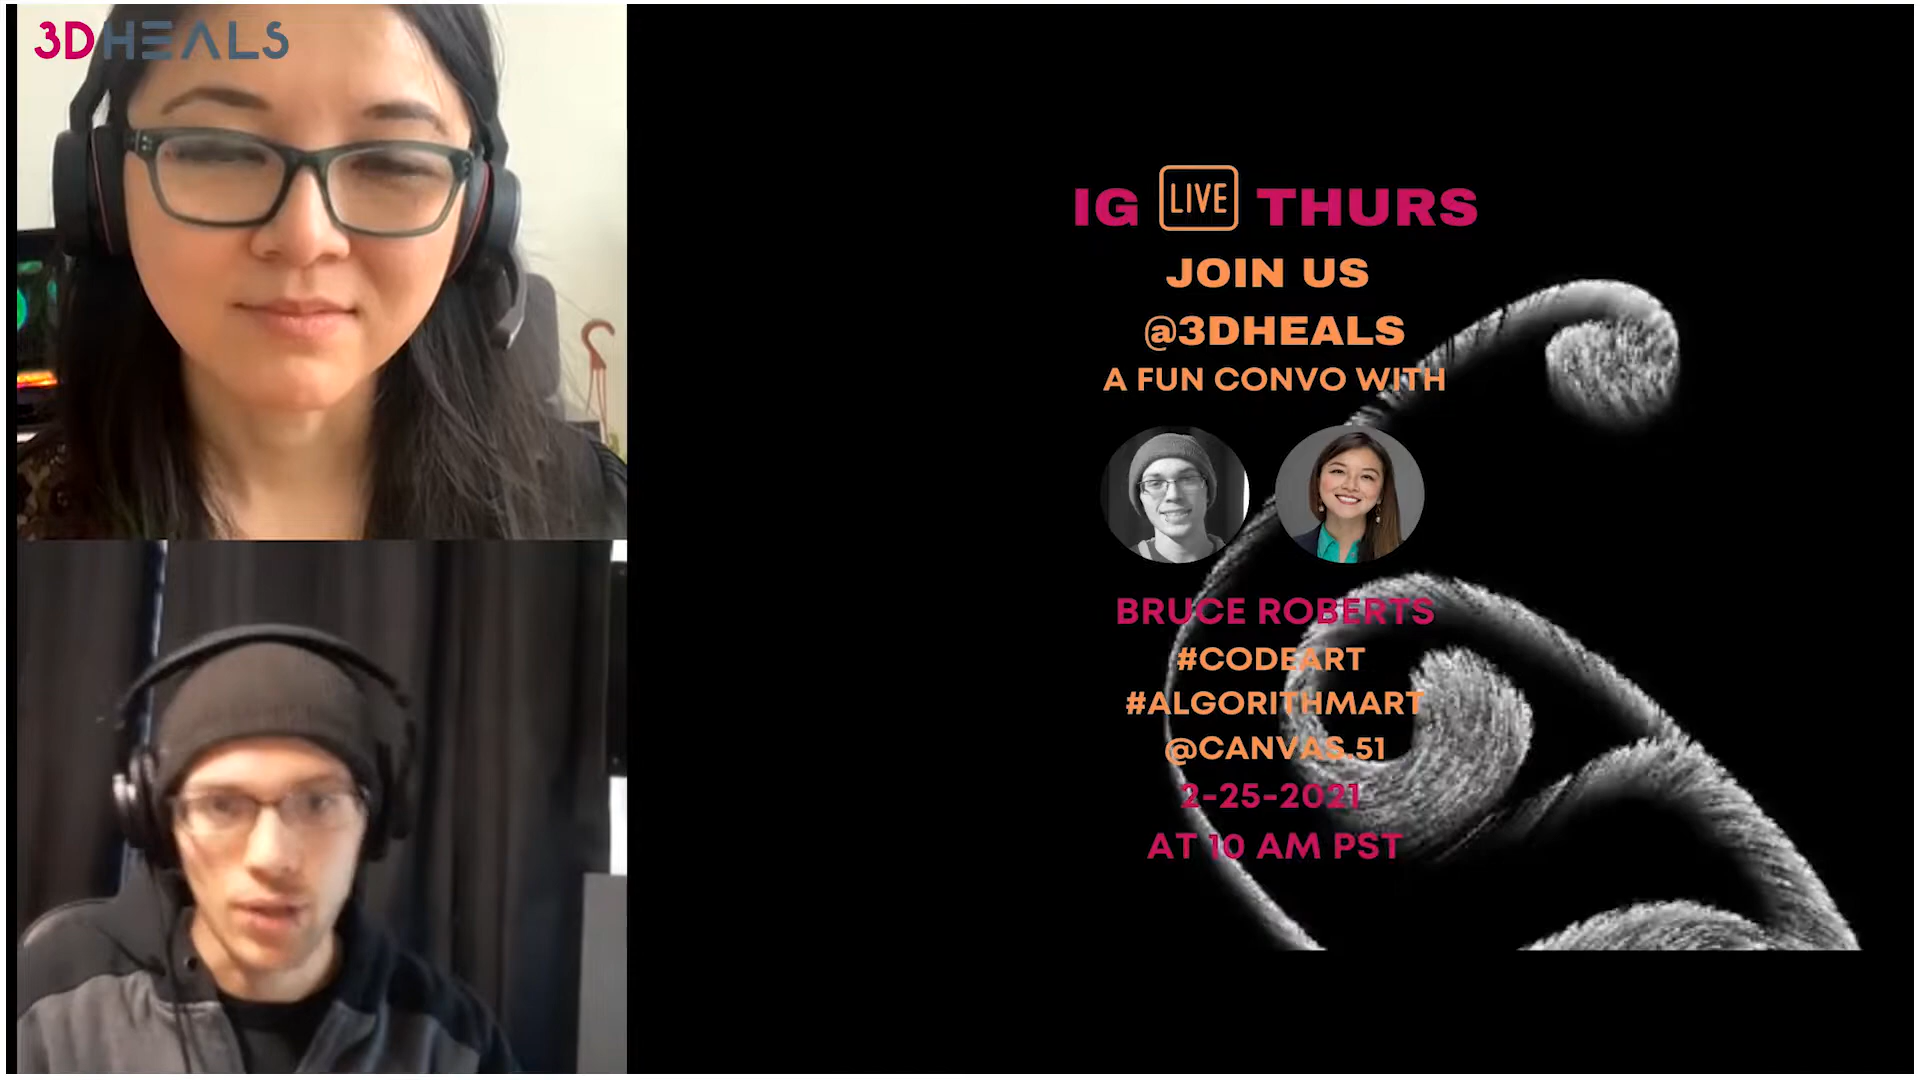 3DHEALS
IG LIVE THURS
JOIN US
@3DHEALS
A FUN CONVO WITH
BRUCE ROBERTS
#CODEART
#ALGORITHMART
@CANVAS.51
2-25-2021
AT 10 AM PST